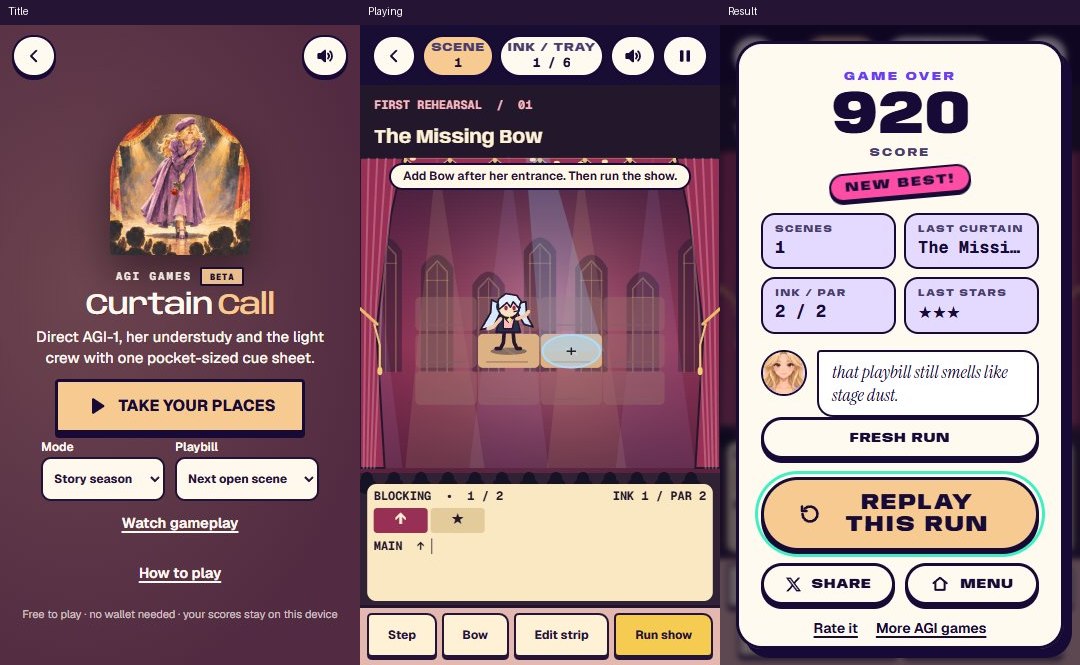 Title
AGI GAMES BETA
Curtain Call
Direct AGI-1, her understudy and the light
crew with one pocket-sized cue sheet.
TAKE YOUR PLACES
Mode
Playbill
Story season
Next open scene
Watch gameplay
How to play
Free to play · no wallet needed · your scores stay on this device
Playing
SCENE
1
INK / TRAY
1 / 6
FIRST REHEARSAL / 01
The Missing Bow
Add Bow after her entrance. Then run the show.
+
BLOCKING • 1 / 2
INK 1 / PAR 2
↑ ★
MAIN ↑
Step
Bow
Edit strip
Run show
Result
GAME OVER
920
SCORE
NEW BEST!
SCENES
1
LAST CURTAIN
The Missi…
INK / PAR
2 / 2
LAST STARS
★★★
that playbill still smells like
stage dust.
FRESH RUN
REPLAY
THIS RUN
SHARE
MENU
Rate it
More AGI games